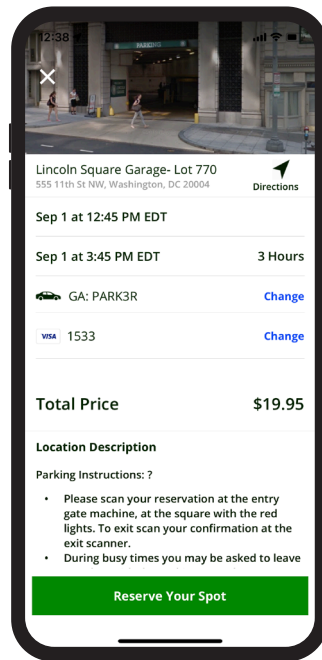 12:38
PARKING
Lincoln Square Garage- Lot 770
555 11th St NW, Washington, DC 20004
Directions
Sep 1 at 12:45 PM EDT
Sep 1 at 3:45 PM EDT 3 Hours
GA: PARK3R Change
VISA 1533 Change
Total Price $19.95
Location Description
Parking Instructions: ?
• Please scan your reservation at the entry
gate machine, at the square with the red
lights. To exit scan your confirmation at the
exit scanner.
• During busy times you may be asked to leave
Reserve Your Spot